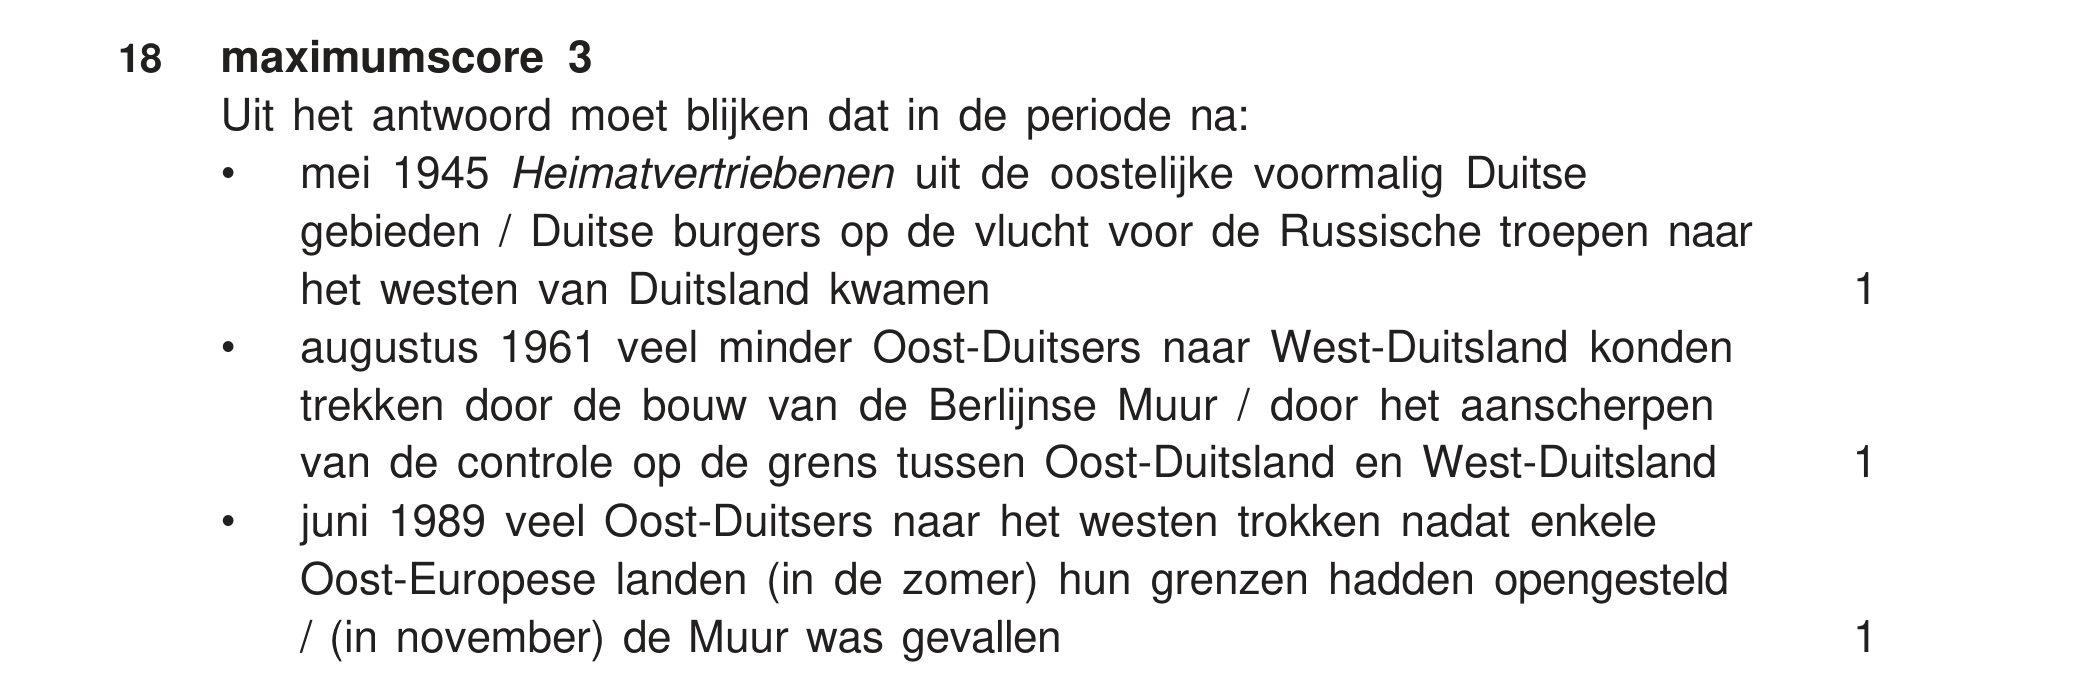 18 maximumscore 3
Uit het antwoord moet blijken dat in de periode na:
• mei 1945 Heimatvertriebenen uit de oostelijke voormalig Duitse
gebieden / Duitse burgers op de vlucht voor de Russische troepen naar
het westen van Duitsland kwamen 1
• augustus 1961 veel minder Oost-Duitsers naar West-Duitsland konden
trekken door de bouw van de Berlijnse Muur / door het aanscherpen
van de controle op de grens tussen Oost-Duitsland en West-Duitsland 1
• juni 1989 veel Oost-Duitsers naar het westen trokken nadat enkele
Oost-Europese landen (in de zomer) hun grenzen hadden opengesteld
/ (in november) de Muur was gevallen 1